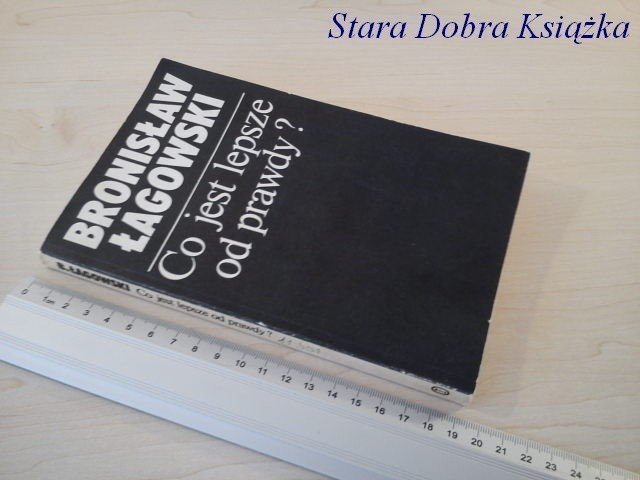 Stara Dobra Książka
BRONISŁAW
ŁAGOWSKI
Co jest lepsze
od prawdy?
B. ŁAGOWSKI Co jest lepsze od prawdy?
0 1cm 2 3 4 5 6 7 8 9 10 11 12 13 14 15 16 17 18 19 20 21 22 23 24